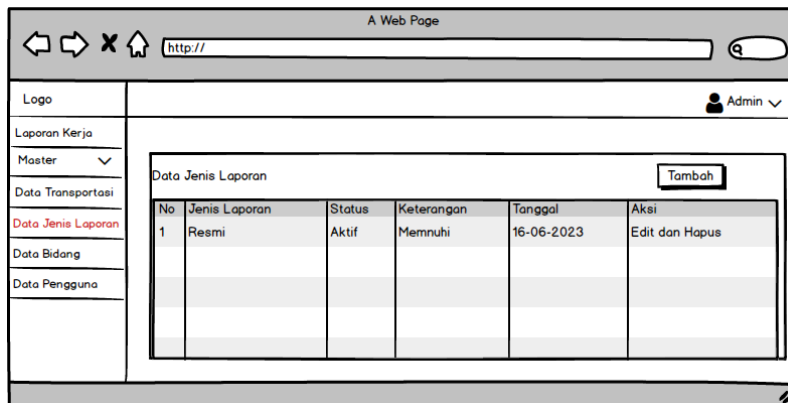 A Web Page
http://
Logo
Admin
Laporan Kerja
Master
Data Transportasi
Data Jenis Laporan
Data Bidang
Data Pengguna
Data Jenis Laporan
Tambah
No Jenis Laporan Status Keterangan Tanggal Aksi
1 Resmi Aktif Memnuhi 16-06-2023 Edit dan Hapus